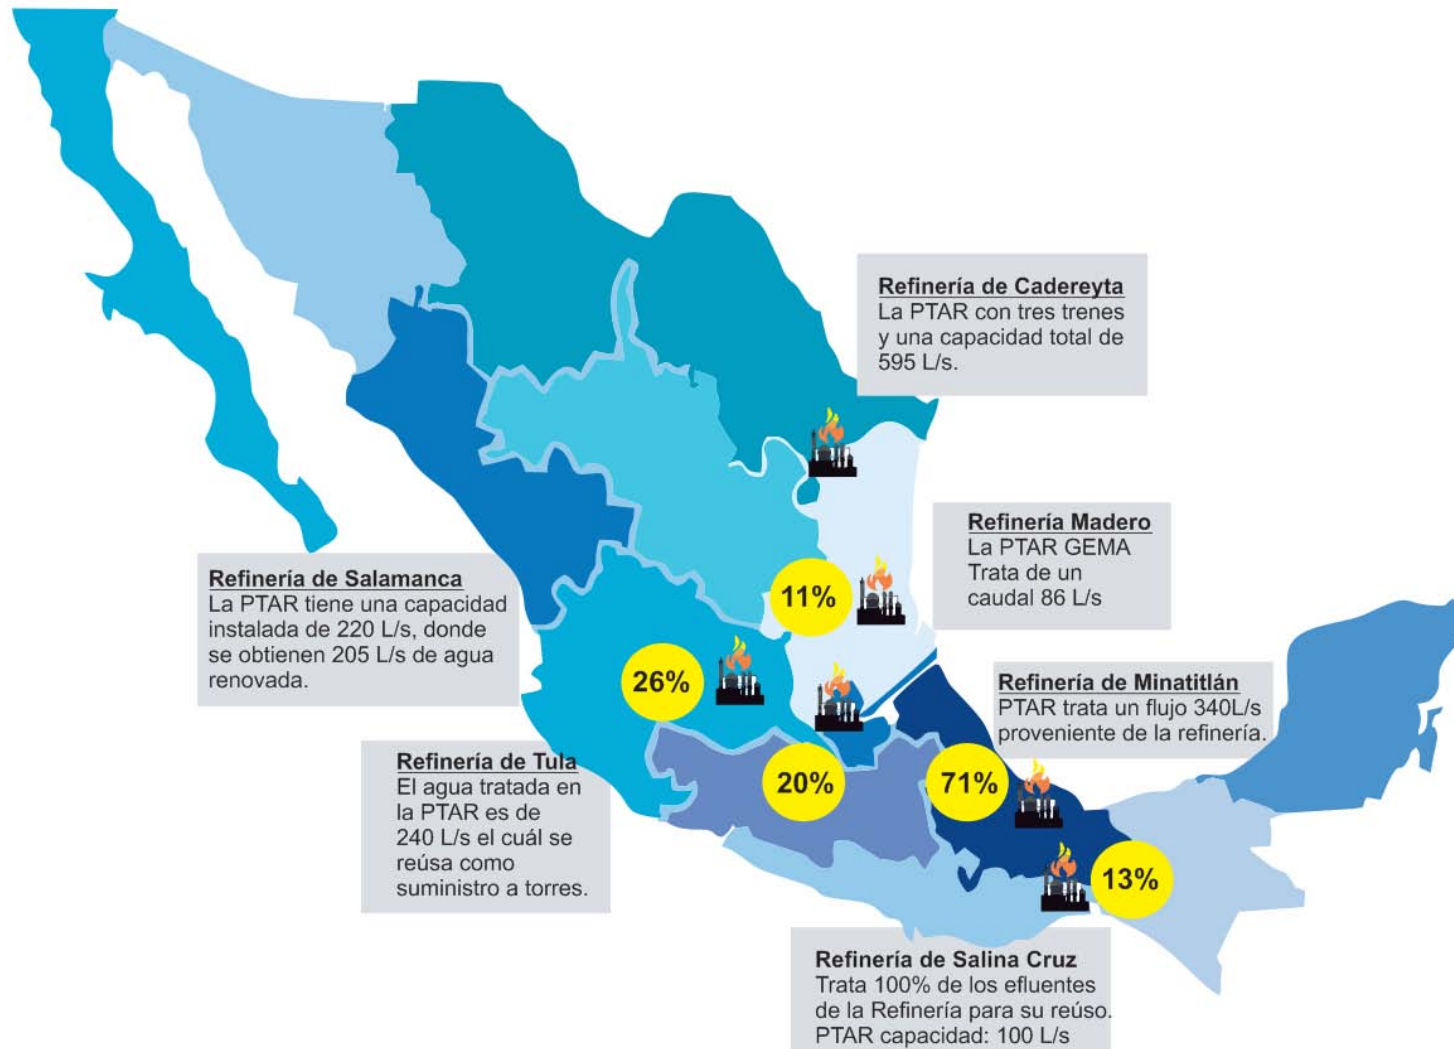 Refinería de Cadereyta
La PTAR con tres trenes
y una capacidad total de
595 L/s.
Refinería Madero
La PTAR GEMA
Trata de un
caudal 86 L/s
11%
Refinería de Salamanca
La PTAR tiene una capacidad
instalada de 220 L/s, donde
se obtienen 205 L/s de agua
renovada.
26%
Refinería de Minatitlán
PTAR trata un flujo 340L/s
proveniente de la refinería.
Refinería de Tula
El agua tratada en
la PTAR es de
240 L/s el cuál se
reúsa como
suministro a torres.
20%
71%
13%
Refinería de Salina Cruz
Trata 100% de los efluentes
de la Refinería para su reúso.
PTAR capacidad: 100 L/s